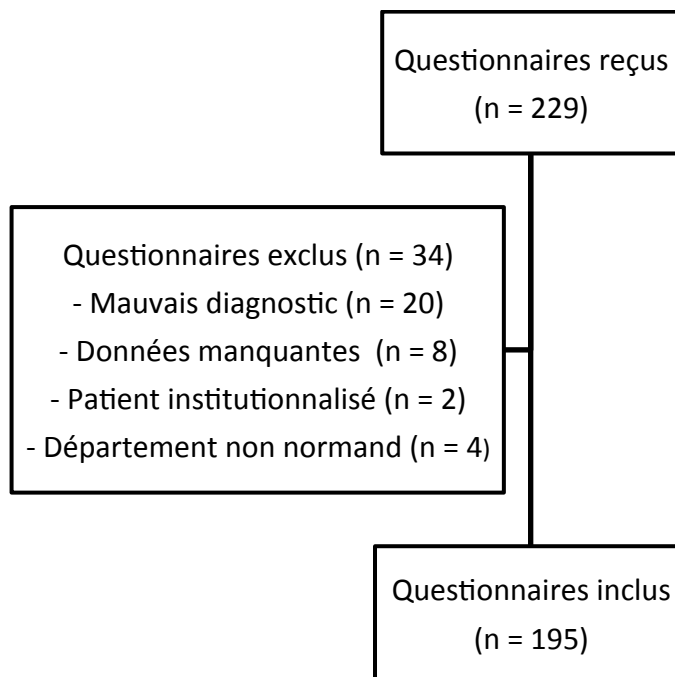 Questionnaires reçus
(n = 229)
Questionnaires exclus (n = 34)
- Mauvais diagnostic (n = 20)
- Données manquantes  (n = 8)
- Patient institutionnalisé (n = 2)
- Département non normand (n = 4)
Questionnaires inclus
(n = 195)